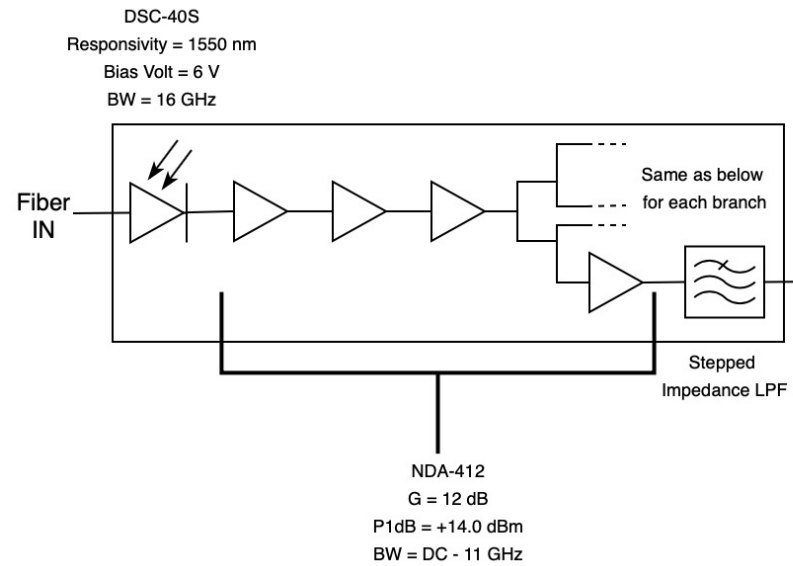 DSC-40S
Responsivity = 1550 nm
Bias Volt = 6 V
BW = 16 GHz
Fiber
IN
Same as below
for each branch
Stepped
Impedance LPF
NDA-412
G = 12 dB
P1dB = +14.0 dBm
BW = DC - 11 GHz